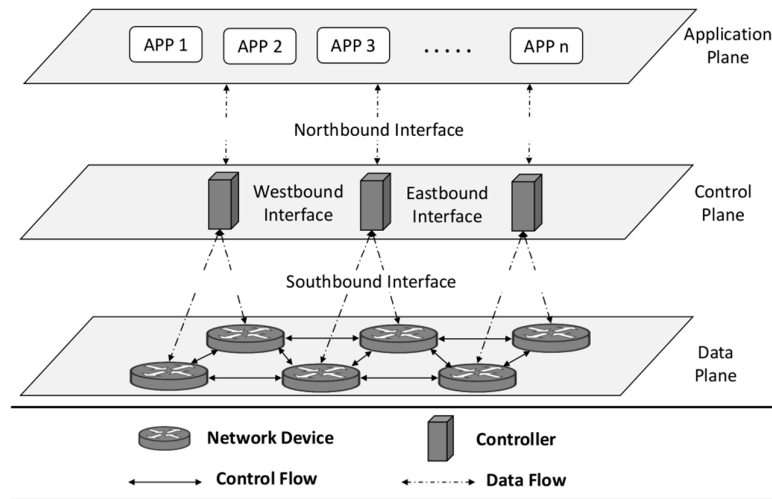 APP 1
APP 2
APP 3
.....
APP n
Application
Plane
Northbound Interface
Westbound
Interface
Eastbound
Interface
Control
Plane
Southbound Interface
Data
Plane
Network Device
Controller
Control Flow
Data Flow